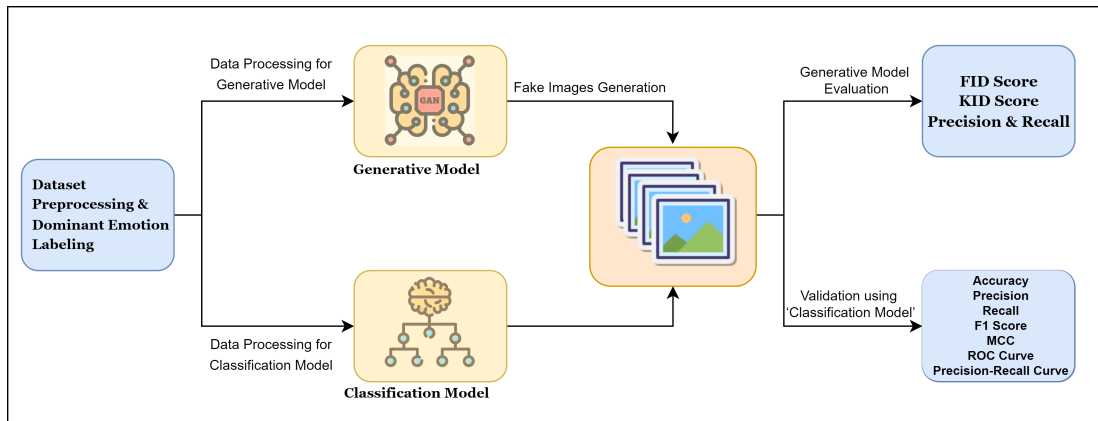 Dataset
Preprocessing &
Dominant Emotion
Labeling
Data Processing for
Generative Model
GAN
Generative Model
Fake Images Generation
Data Processing for
Classification Model
Classification Model
Generative Model
Evaluation
FID Score
KID Score
Precision & Recall
Validation using
‘Classification Model’
Accuracy
Precision
Recall
F1 Score
MCC
ROC Curve
Precision-Recall Curve